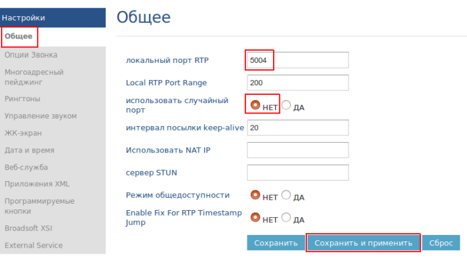 Настройки
Общее
Опции Звонка
Многоадресный
пейджинг
Рингтоны
Управление звуком
ЖК-экран
Дата и время
Веб-служба
Приложения XML
Программируемые
кнопки
Broadsoft XSI
External Service
Общее
локальный порт RTP 5004
Local RTP Port Range 200
использовать случайный
порт НЕТ ДА
интервал посылки keep-alive 20
Использовать NAT IP
сервер STUN
Режим общедоступности НЕТ ДА
Enable Fix For RTP Timestamp
Jump НЕТ ДА
Сохранить Сохранить и применить Сброс